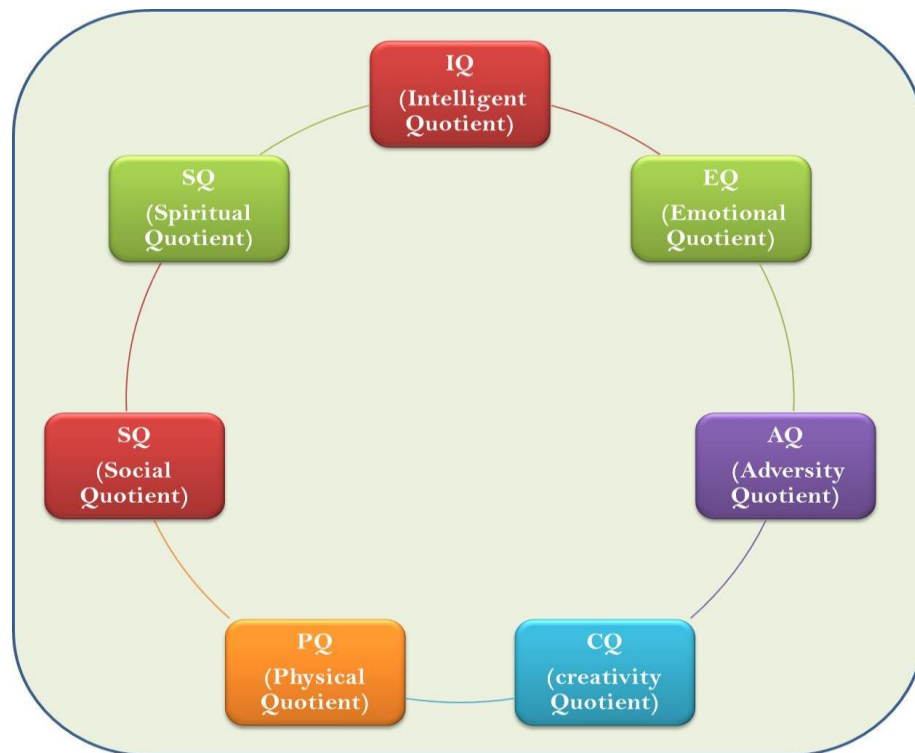 IQ
(Intelligent
Quotient)
SQ
(Spiritual
Quotient)
EQ
(Emotional
Quotient)
SQ
(Social
Quotient)
AQ
(Adversity
Quotient)
PQ
(Physical
Quotient)
CQ
(creativity
Quotient)